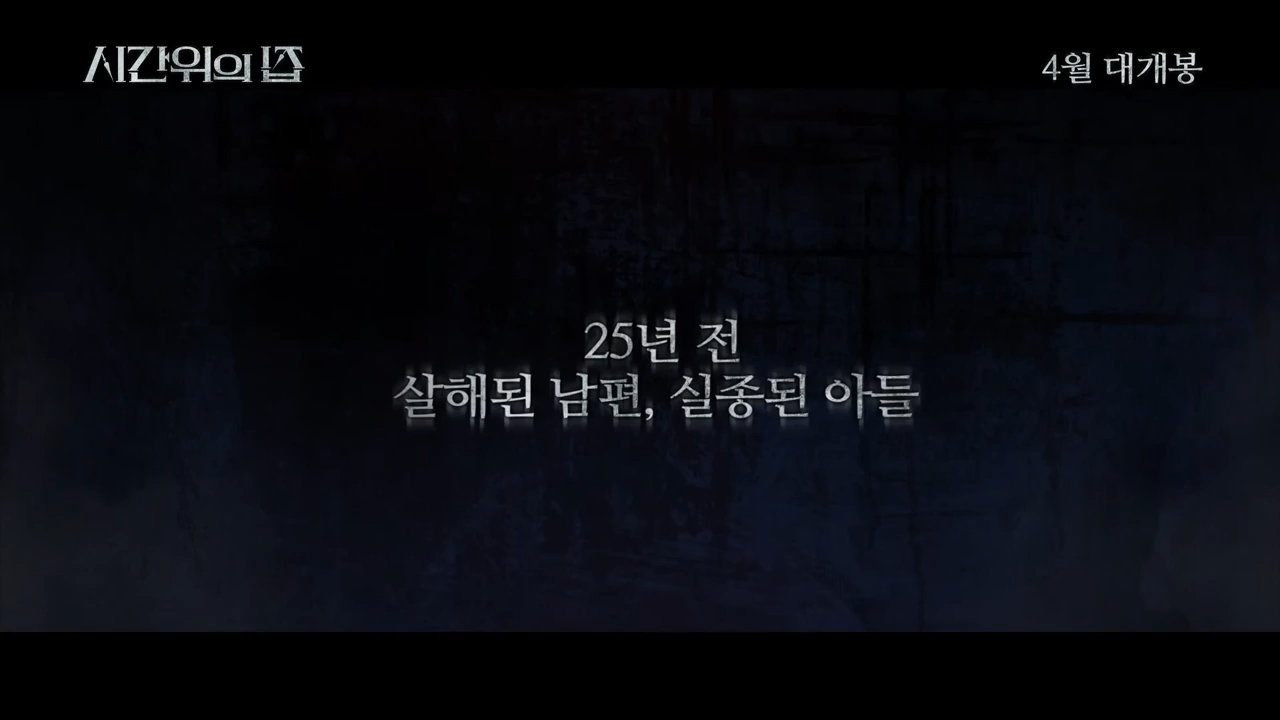 시간위의 집
4월 대개봉
25년 전
살해된 남편, 실종된 아들